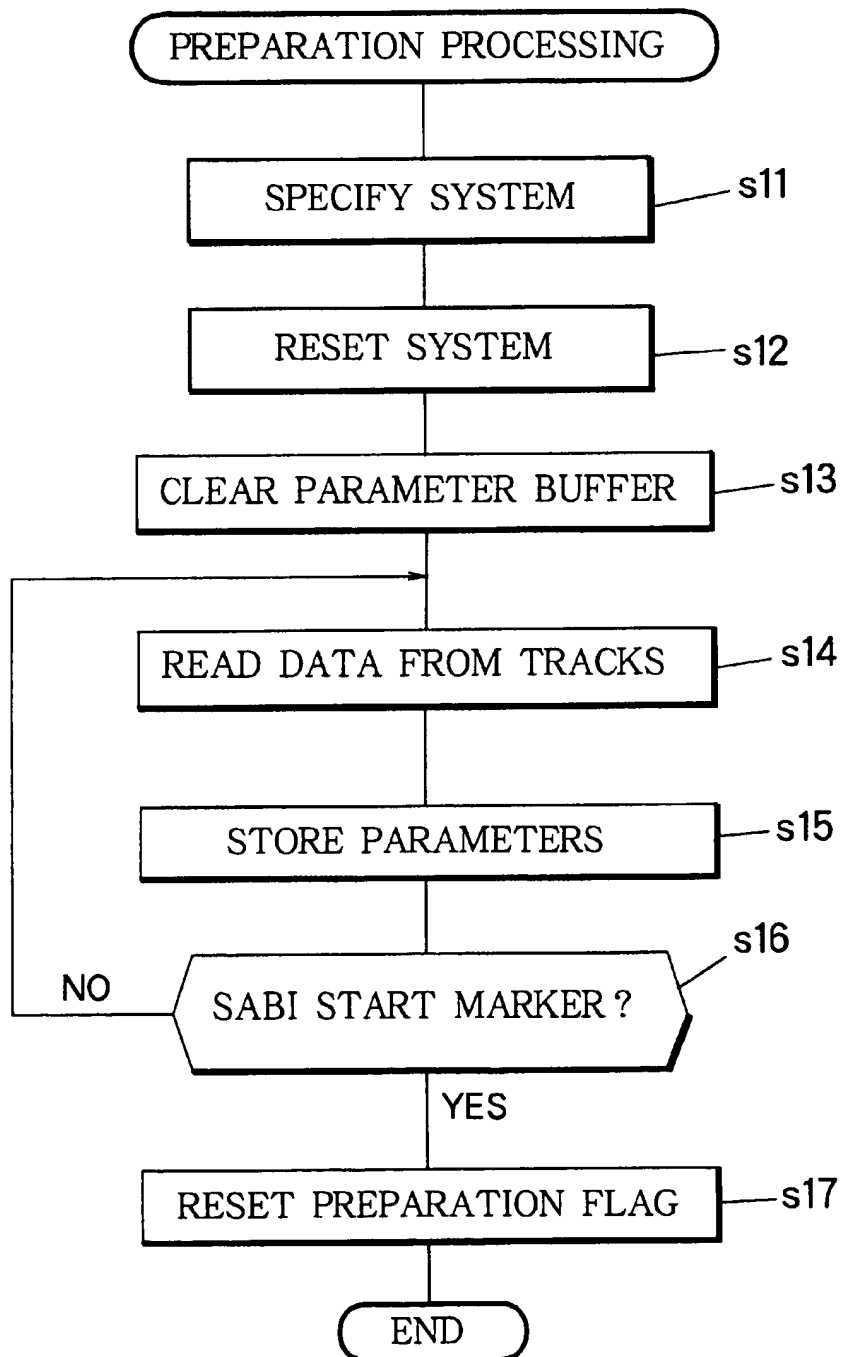 PREPARATION PROCESSING
SPECIFY SYSTEM
s11
RESET SYSTEM
s12
CLEAR PARAMETER BUFFER
s13
READ DATA FROM TRACKS
s14
STORE PARAMETERS
s15
s16
SABI START MARKER?
NO
YES
RESET PREPARATION FLAG
s17
END